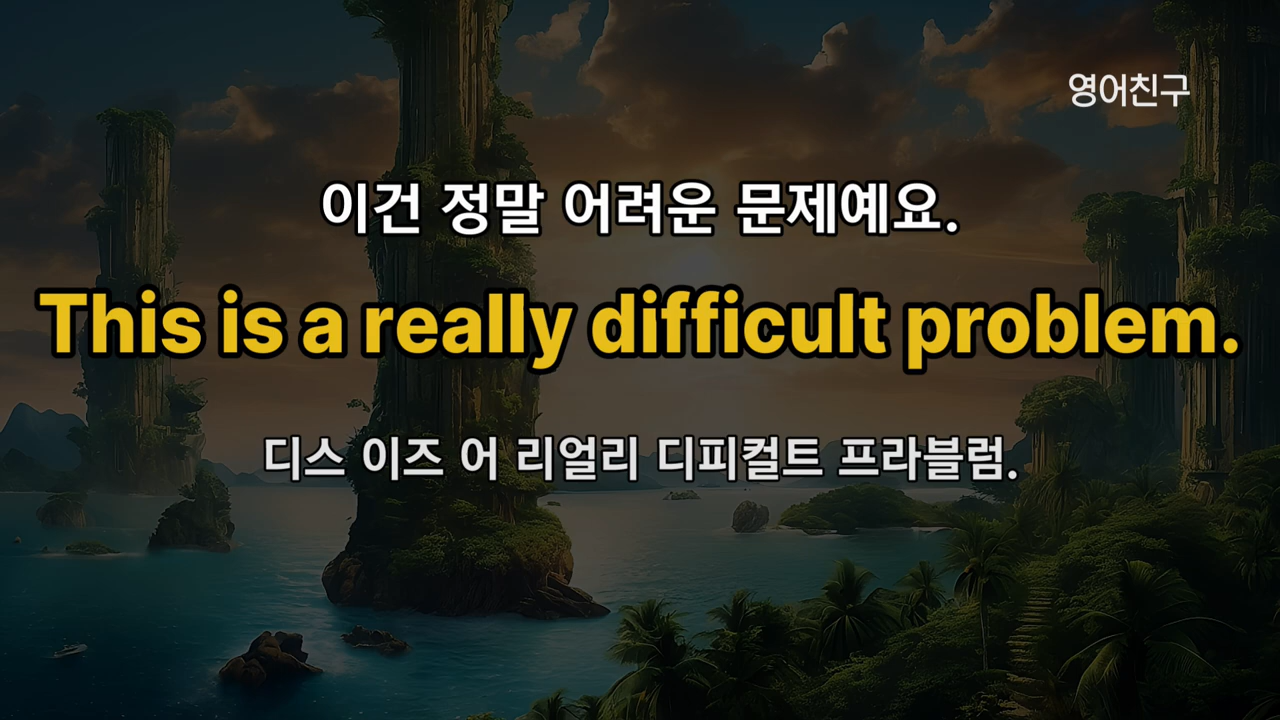 영어친구
이건 정말 어려운 문제예요.
This is a really difficult problem.
디스 이즈 어 리얼리 디피컬트 프라블럼.